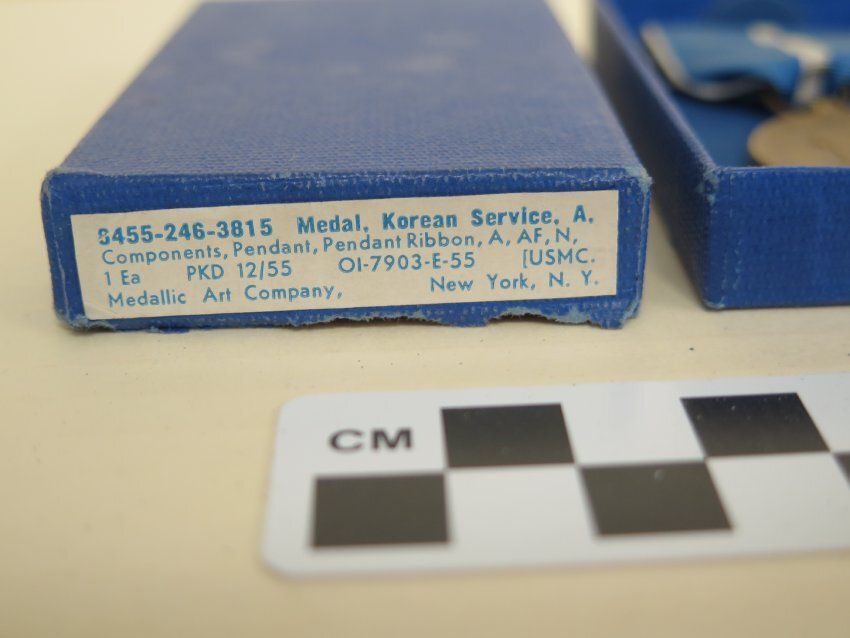 8455-246-3815 Medal, Korean Service, A.
Components, Pendant, Pendant Ribbon, A, AF, N,
1 Ea PKD 12/55 OI-7903-E-55 [USMC.
Medallic Art Company, New York, N. Y.
CM